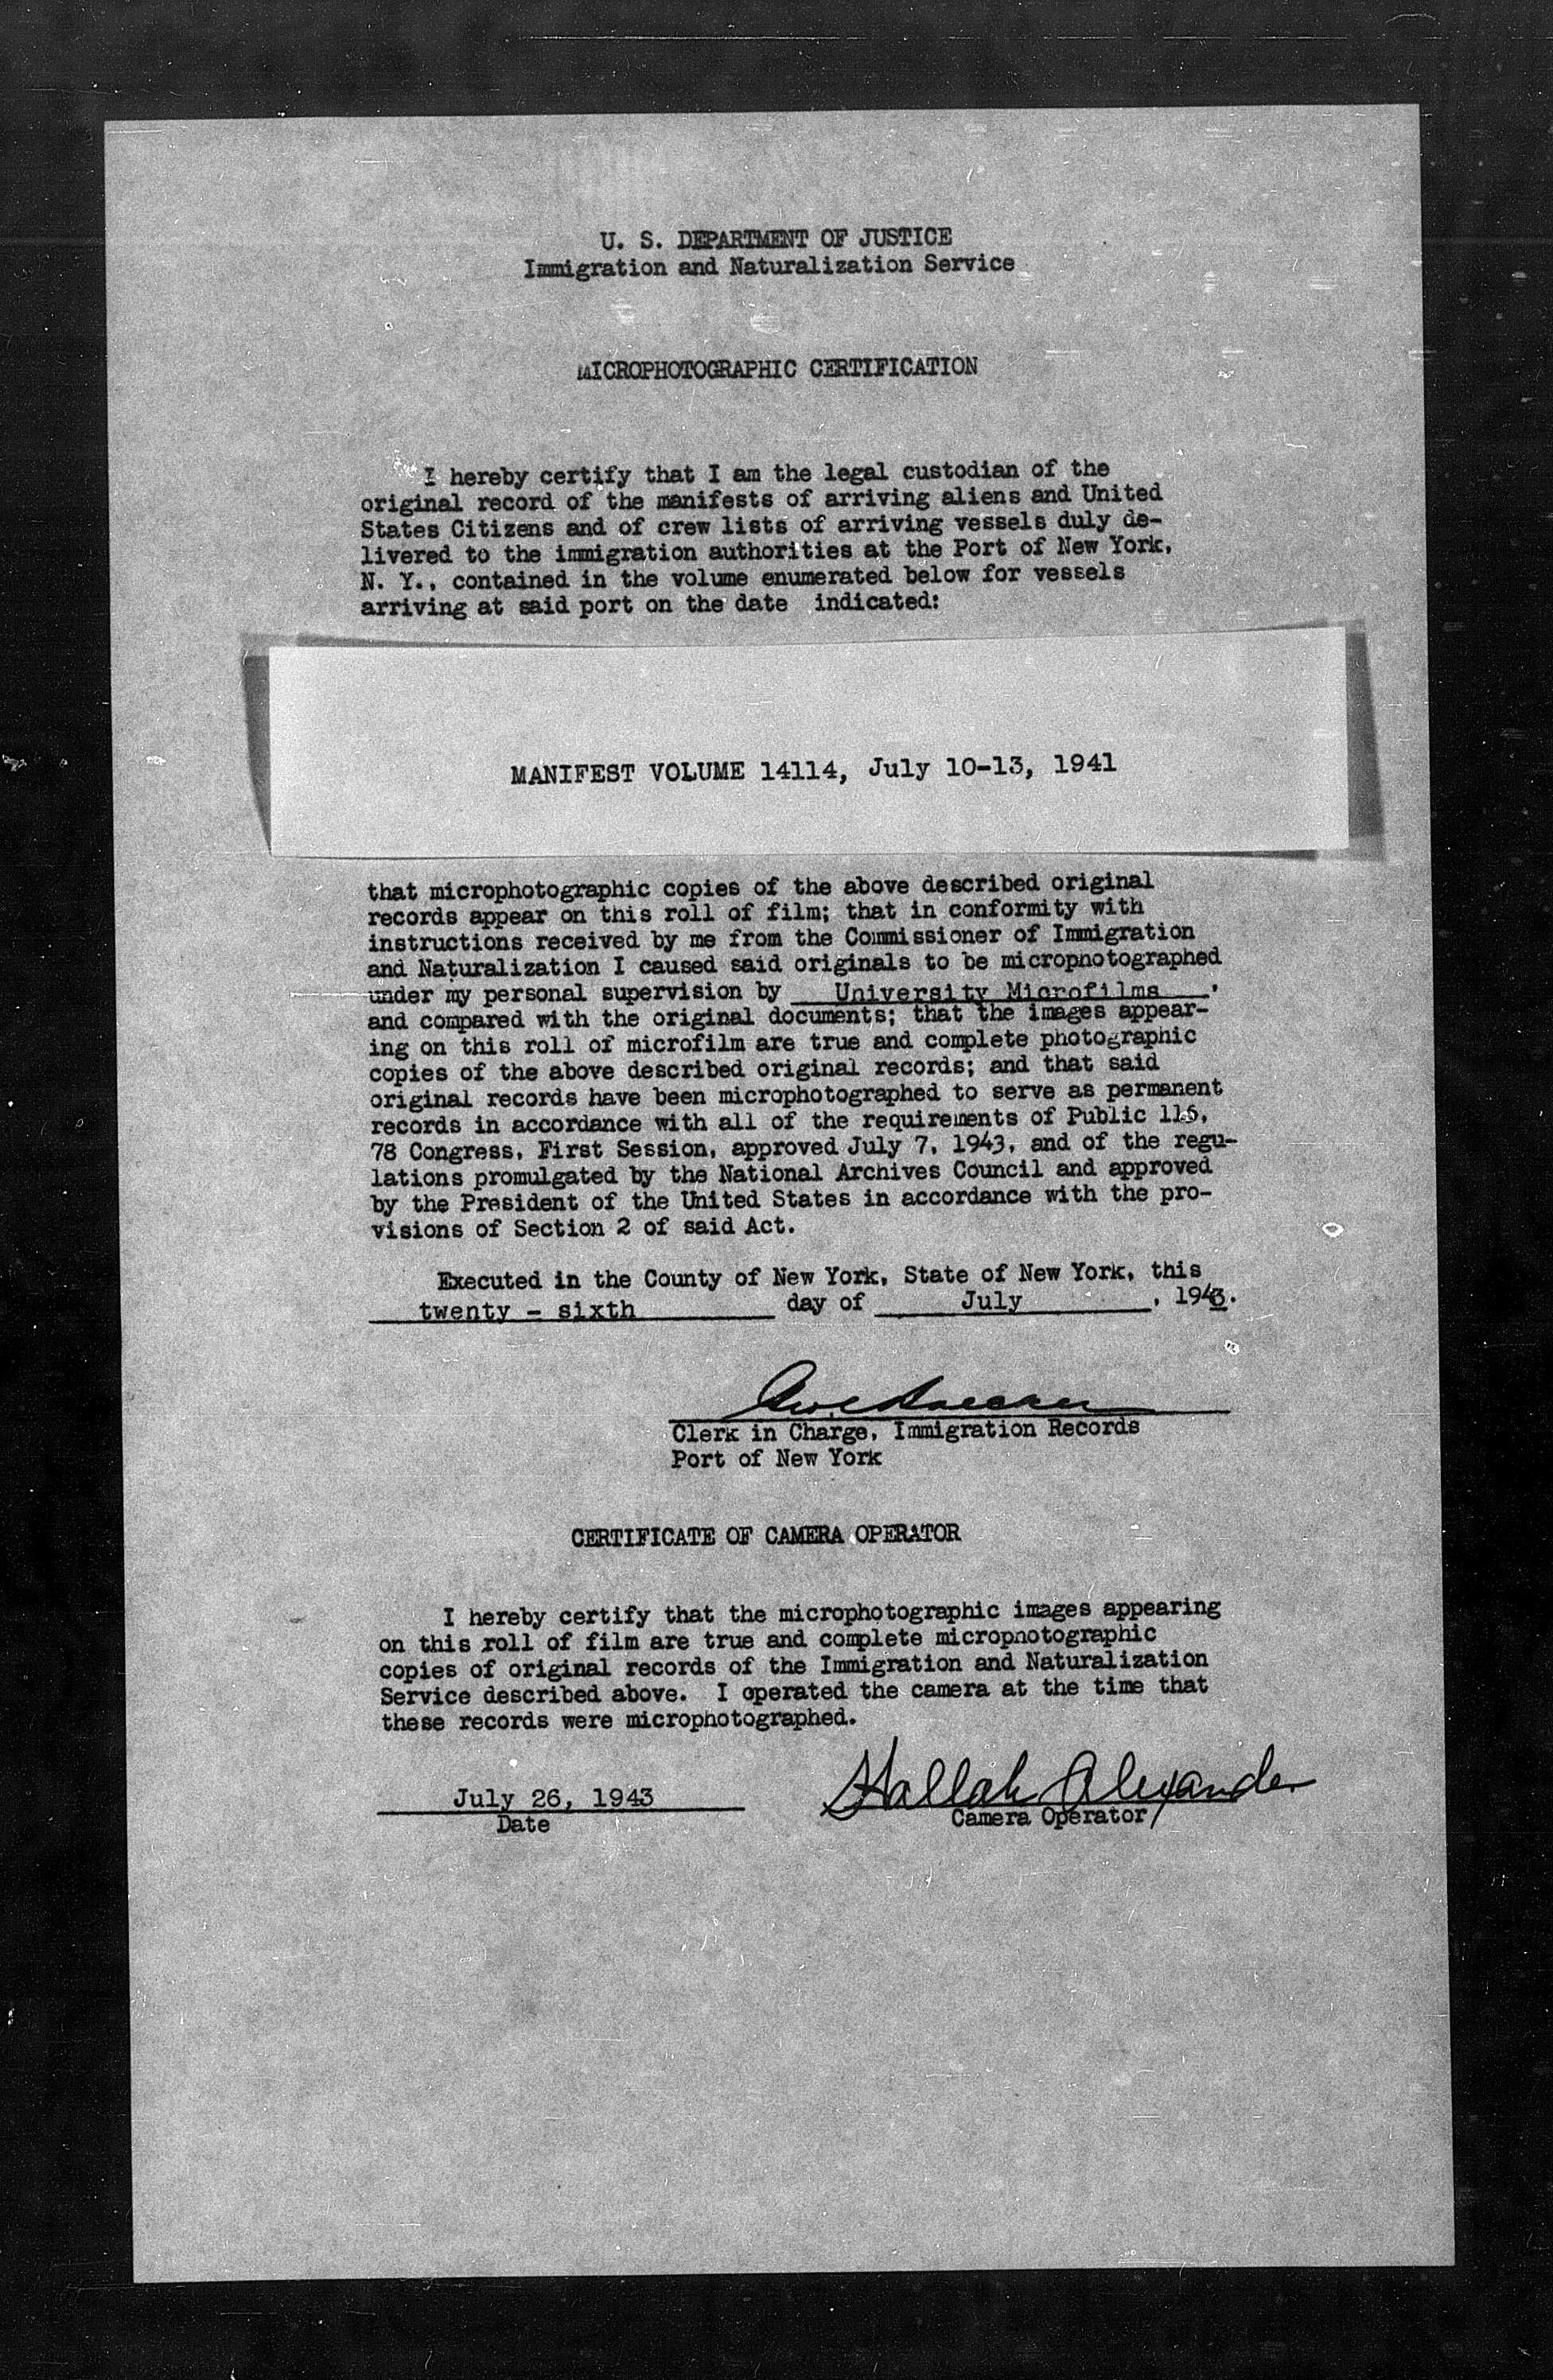 U. S. DEPARTMENT OF JUSTICE
Immigration and Naturalization Service
MICROPHOTOGRAPHIC CERTIFICATION
I hereby certify that I am the legal custodian of the
original record of the manifests of arriving aliens and United
States Citizens and of crew lists of arriving vessels duly de-
livered to the immigration authorities at the Port of New York,
N. Y., contained in the volume enumerated below for vessels
arriving at said port on the date indicated:
MANIFEST VOLUME 14114, July 10-13, 1941
that microphotographic copies of the above described original
records appear on this roll of film; that in conformity with
instructions received by me from the Commissioner of Immigration
and Naturalization I caused said originals to be microphotographed
under my personal supervision by University Microfilms,
and compared with the original documents; that the images appear-
ing on this roll of microfilm are true and complete photographic
copies of the above described original records; and that said
original records have been microphotographed to serve as permanent
records in accordance with all of the requirements of Public 115,
78 Congress, First Session, approved July 7, 1943, and of the regu-
lations promulgated by the National Archives Council and approved
by the President of the United States in accordance with the pro-
visions of Section 2 of said Act.
Executed in the County of New York, State of New York, this
twenty - sixth day of July, 1943.
Clerk in Charge, Immigration Records
Port of New York
CERTIFICATE OF CAMERA OPERATOR
I hereby certify that the microphotographic images appearing
on this roll of film are true and complete microphotographic
copies of original records of the Immigration and Naturalization
Service described above. I operated the camera at the time that
these records were microphotographed.
July 26, 1943 Hallah Alexander
Date Camera Operator